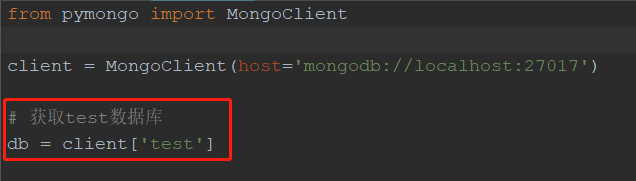 from pymongo import MongoClient
client = MongoClient(host='mongodb://localhost:27017')
# 获取test数据库
db = client['test']